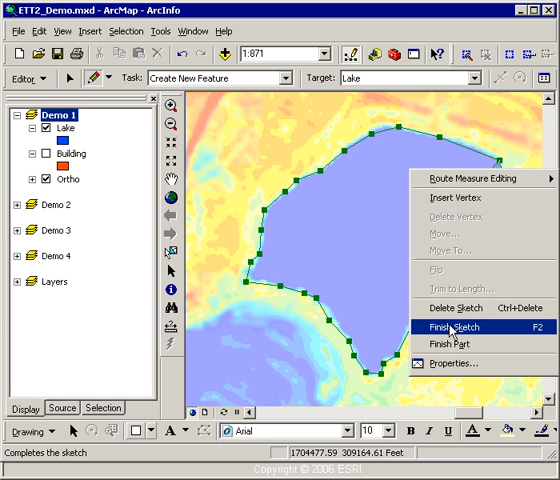 ETT2_Demo.mxd - ArcMap - ArcInfo
File Edit View Insert Selection Tools Window Help
1:871
Editor Task: Create New Feature Target: Lake
Demo 1
Lake
Building
Ortho
Demo 2
Demo 3
Demo 4
Layers
Route Measure Editing
Insert Vertex
Delete Vertex
Move...
Move To...
Flip
Trim to Length...
Delete Sketch Ctrl+Delete
Finish Sketch F2
Finish Part
Properties...
Display Source Selection
Drawing A Arial 10 B I U A
Completes the sketch 1704477.59 309164.61 Feet
Copyright © 2006 ESRI